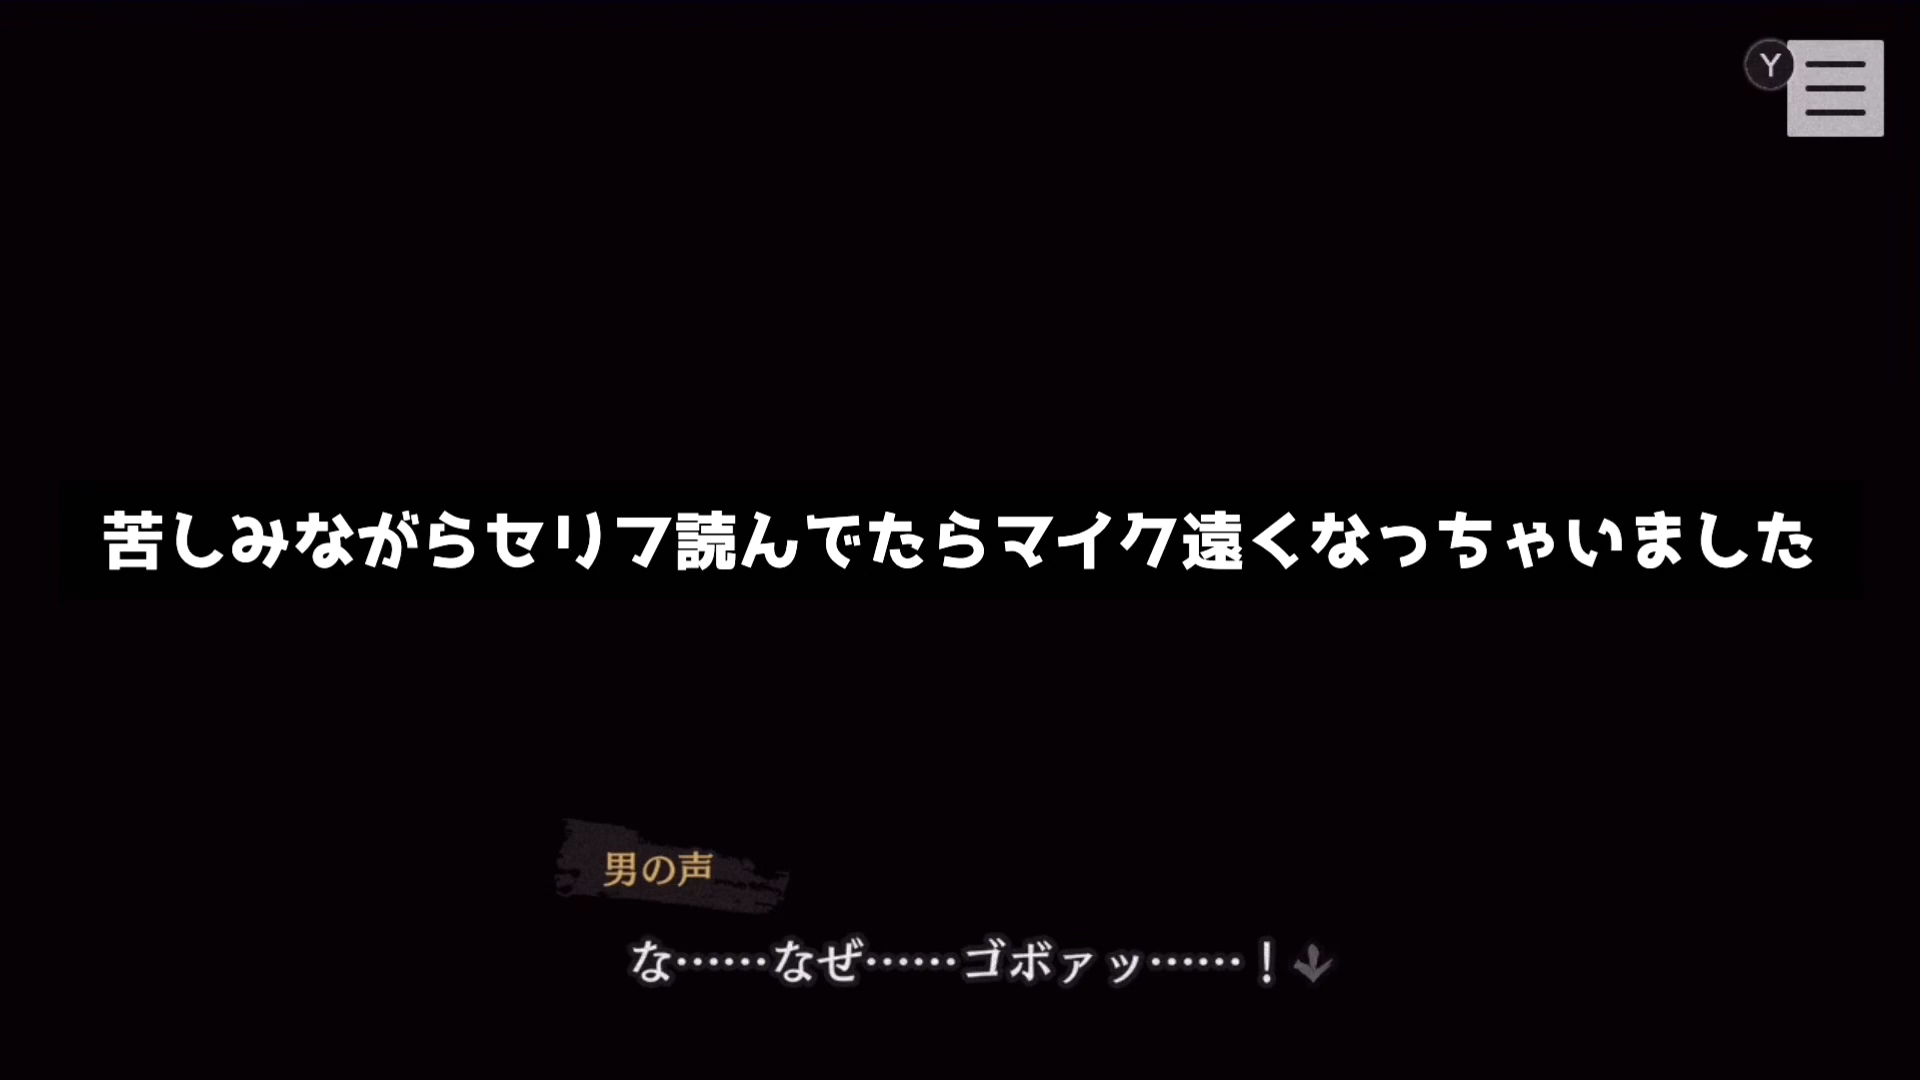 Y
苦しみながらセリフ読んでたらマイク遠くなっちゃいました
男の声
な……なぜ……ゴボァッ……！